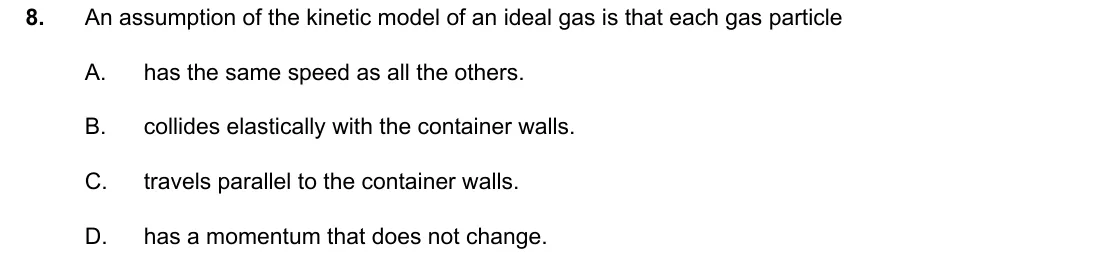 8. An assumption of the kinetic model of an ideal gas is that each gas particle
A. has the same speed as all the others.
B. collides elastically with the container walls.
C. travels parallel to the container walls.
D. has a momentum that does not change.